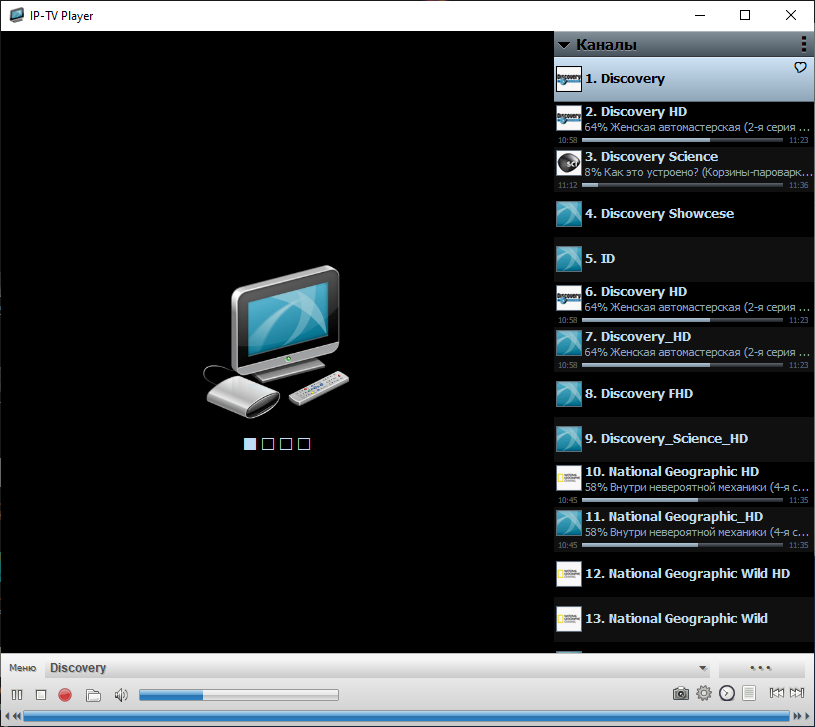 IP-TV Player
Каналы
1. Discovery
2. Discovery HD
64% Женская автомастерская (2-я серия ...
10:58 11:23
3. Discovery Science
8% Как это устроено? (Корзины-пароварк...
11:12 11:36
4. Discovery Showcese
5. ID
6. Discovery HD
64% Женская автомастерская (2-я серия ...
10:58 11:23
7. Discovery_HD
64% Женская автомастерская (2-я серия ...
10:58 11:23
8. Discovery FHD
9. Discovery_Science_HD
10. National Geographic HD
58% Внутри невероятной механики (4-я с...
10:45 11:35
11. National Geographic_HD
58% Внутри невероятной механики (4-я с...
10:45 11:35
12. National Geographic Wild HD
13. National Geographic Wild
Меню Discovery